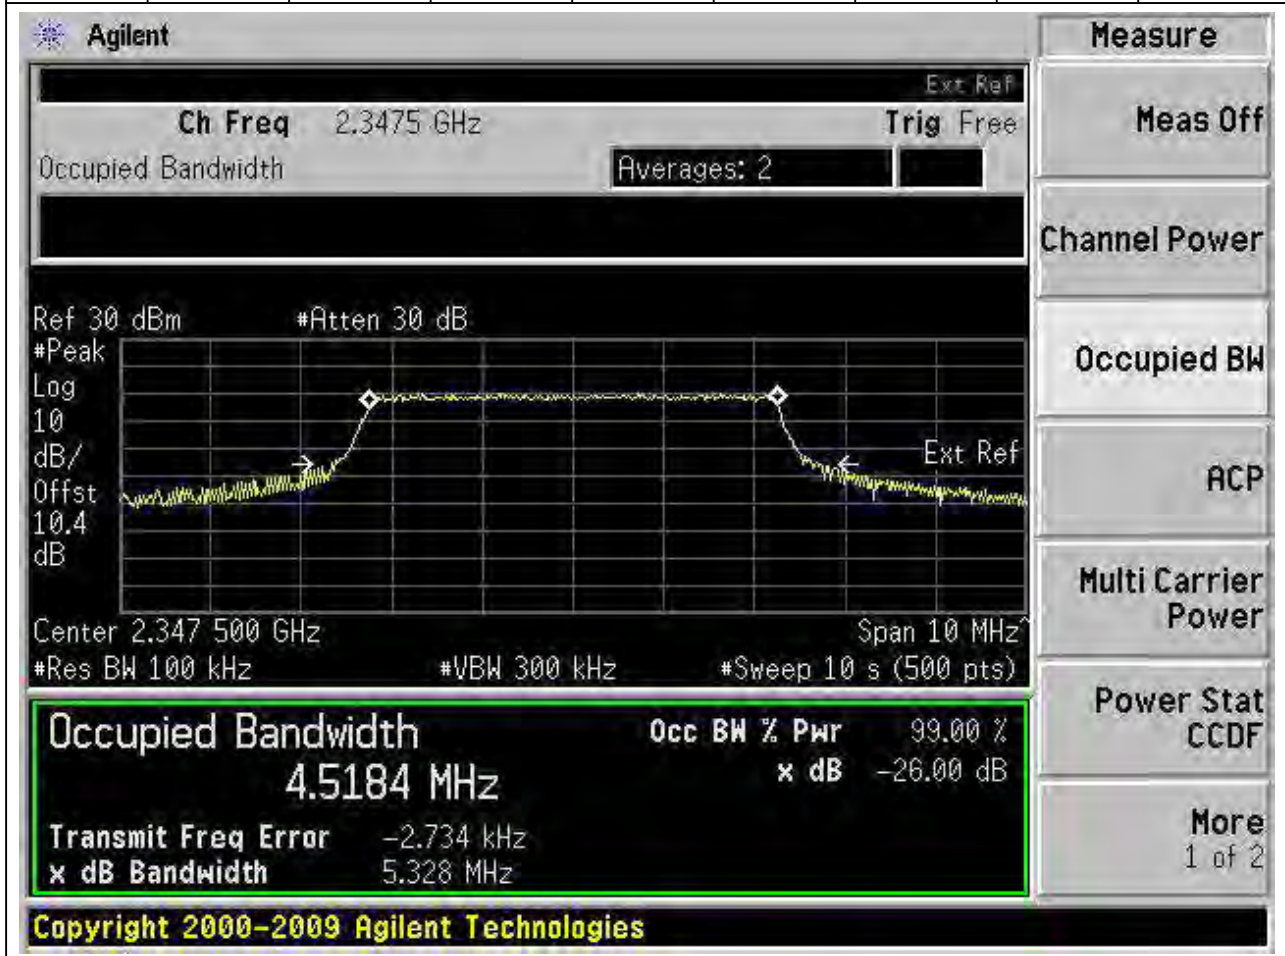 Agilent
Measure
Ext Ref
Ch Freq 2.3475 GHz Trig Free
Meas Off
Occupied Bandwidth Averages: 2
Channel Power
Ref 30 dBm #Atten 30 dB
#Peak
Log
10
dB/
Offst
10.4
dB
Ext Ref
Occupied BW
ACP
Center 2.347 500 GHz Span 10 MHz^
#Res BW 100 kHz #VBW 300 kHz #Sweep 10 s (500 pts)
Multi Carrier
Power
Occupied Bandwidth Occ BW % Pwr 99.00 %
4.5184 MHz x dB -26.00 dB
Transmit Freq Error -2.734 kHz
x dB Bandwidth 5.328 MHz
Power Stat
CCDF
More
1 of 2
Copyright 2000-2009 Agilent Technologies